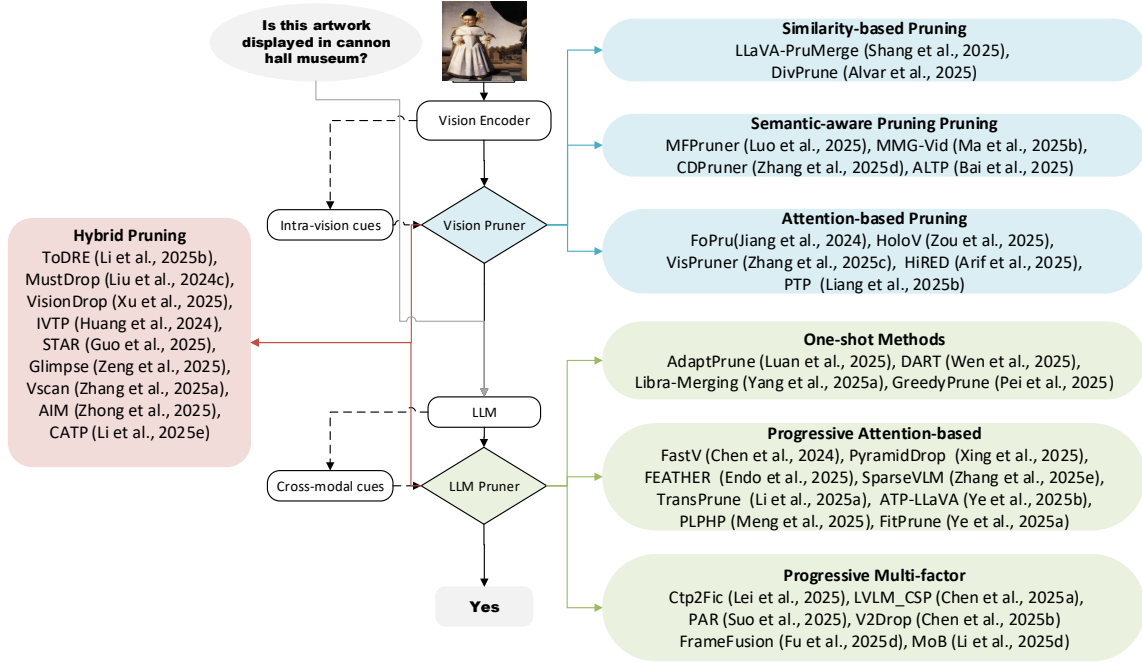 Is this artwork
displayed in cannon
hall museum?
Vision Encoder
Intra-vision cues
Vision Pruner
LLM
Cross-modal cues
LLM Pruner
Yes
Hybrid Pruning
ToDRE (Li et al., 2025b),
MustDrop (Liu et al., 2024c),
VisionDrop (Xu et al., 2025),
IVTP (Huang et al., 2024),
STAR (Guo et al., 2025),
Glimpse (Zeng et al., 2025),
Vscan (Zhang et al., 2025a),
AIM (Zhong et al., 2025),
CATP (Li et al., 2025e)
Similarity-based Pruning
LLaVA-PruMerge (Shang et al., 2025),
DivPrune (Alvar et al., 2025)
Semantic-aware Pruning Pruning
MFPruner (Luo et al., 2025), MMG-Vid (Ma et al., 2025b),
CDPruner (Zhang et al., 2025d), ALTP (Bai et al., 2025)
Attention-based Pruning
FoPru(Jiang et al., 2024), HoloV (Zou et al., 2025),
VisPruner (Zhang et al., 2025c), HiRED (Arif et al., 2025),
PTP (Liang et al., 2025b)
One-shot Methods
AdaptPrune (Luan et al., 2025), DART (Wen et al., 2025),
Libra-Merging (Yang et al., 2025a), GreedyPrune (Pei et al., 2025)
Progressive Attention-based
FastV (Chen et al., 2024), PyramidDrop (Xing et al., 2025),
FEATHER (Endo et al., 2025), SparseVLM (Zhang et al., 2025e),
TransPrune (Li et al., 2025a), ATP-LLaVA (Ye et al., 2025b),
PLPHP (Meng et al., 2025), FitPrune (Ye et al., 2025a)
Progressive Multi-factor
Ctp2Fic (Lei et al., 2025), LVLM_CSP (Chen et al., 2025a),
PAR (Suo et al., 2025), V2Drop (Chen et al., 2025b)
FrameFusion (Fu et al., 2025d), MoB (Li et al., 2025d)